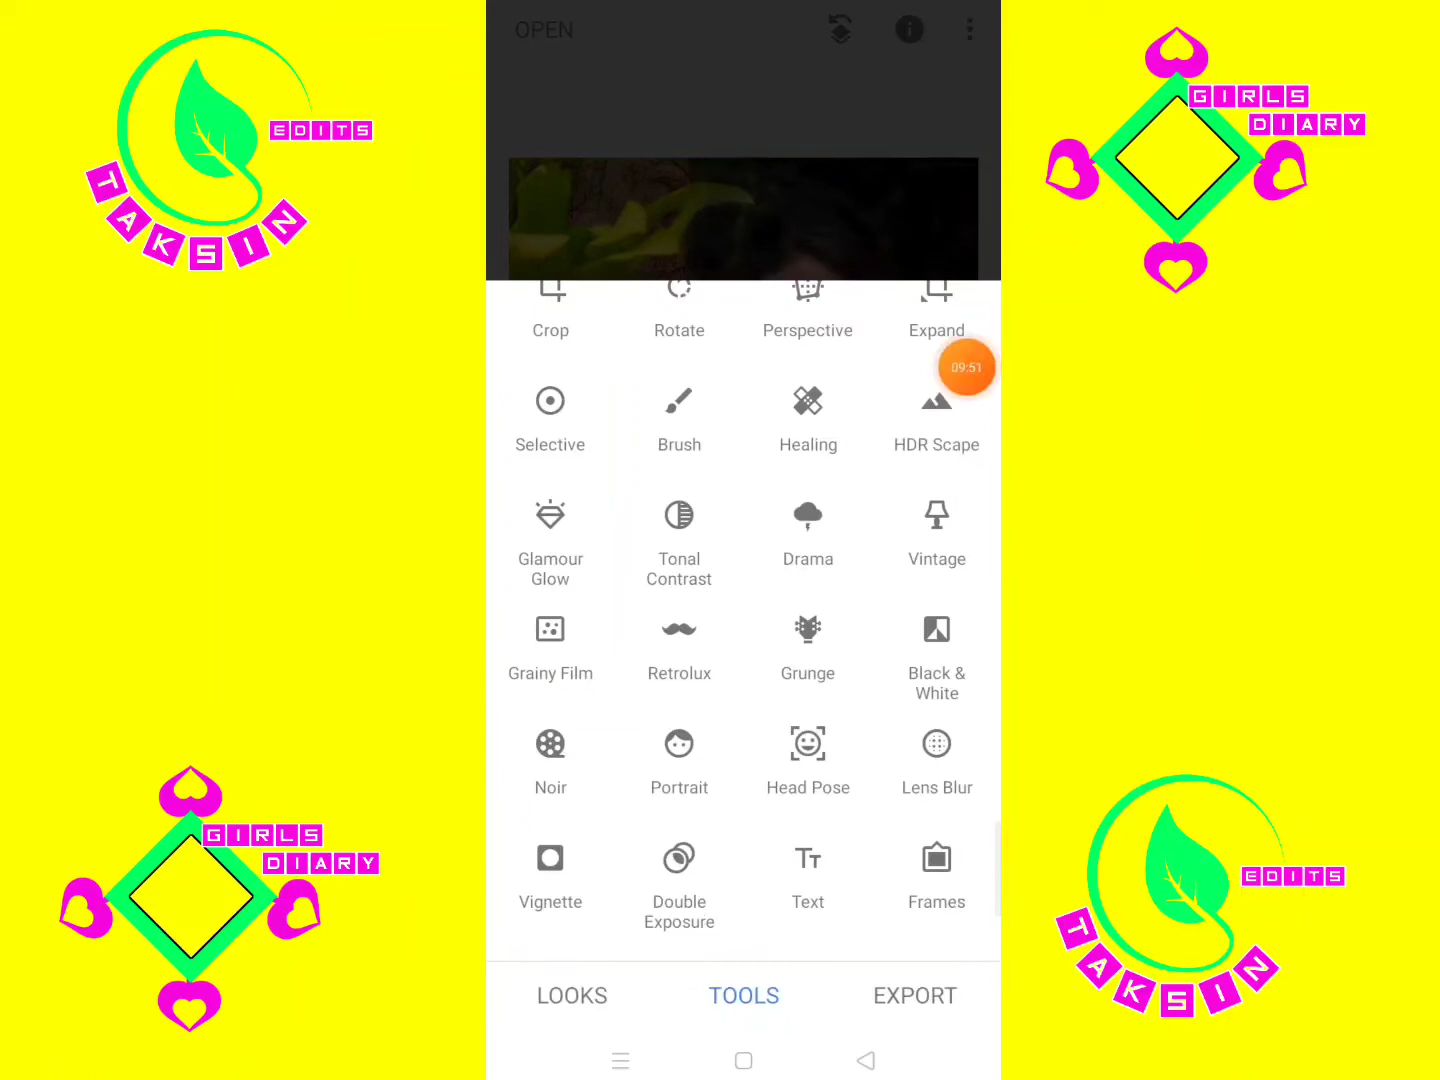 OPEN
EDITS
TAKSIN
GIRLS
DIARY
Crop Rotate Perspective Expand
09:51
Selective Brush Healing HDR Scape
Glamour Glow Tonal Contrast Drama Vintage
Grainy Film Retrolux Grunge Black & White
Noir Portrait Head Pose Lens Blur
Vignette Double Exposure Text Frames
LOOKS TOOLS EXPORT
GIRLS
DIARY
EDITS
TAKSIN